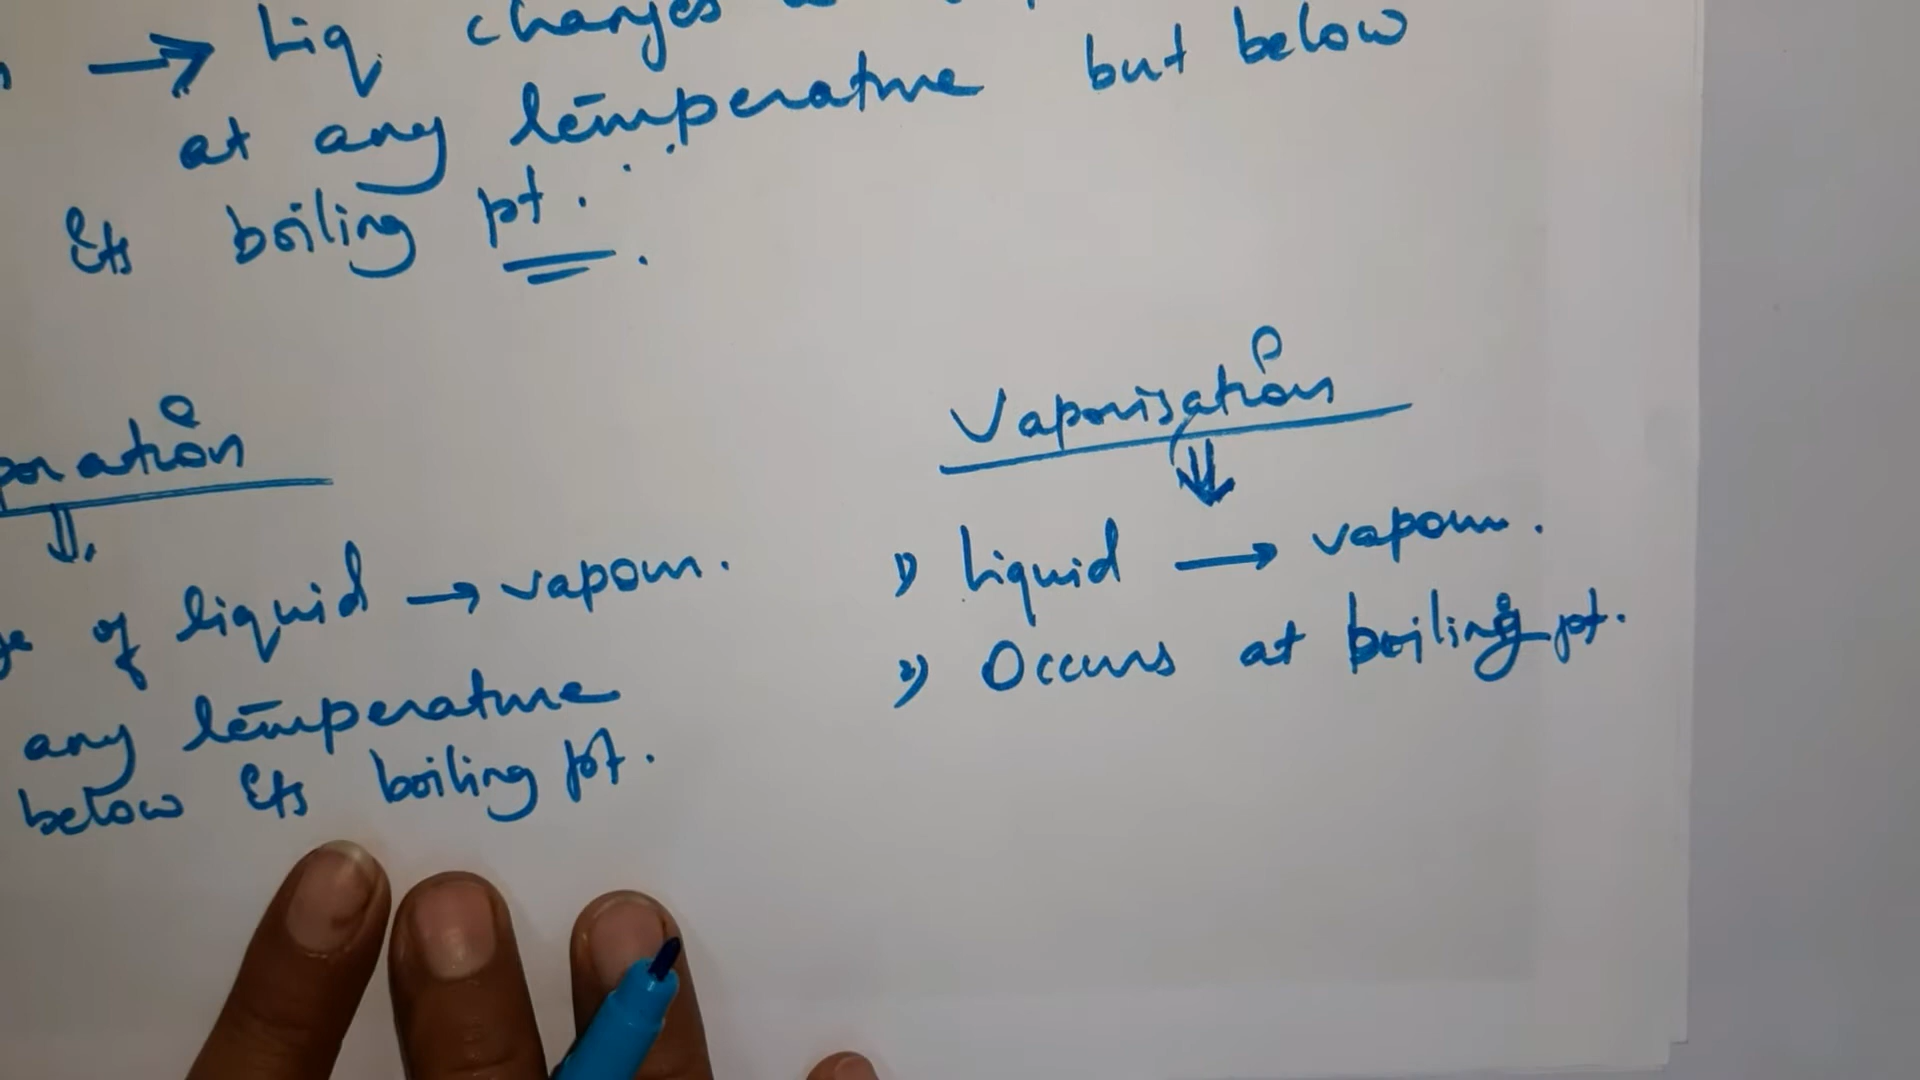 → Liq. changes
at any temperature but below
its boiling pt.
poration
Vaporisation
of liquid → vapour.
any temperature
below its boiling pt.
1) Liquid → vapour.
2) Occurs at boiling pt.